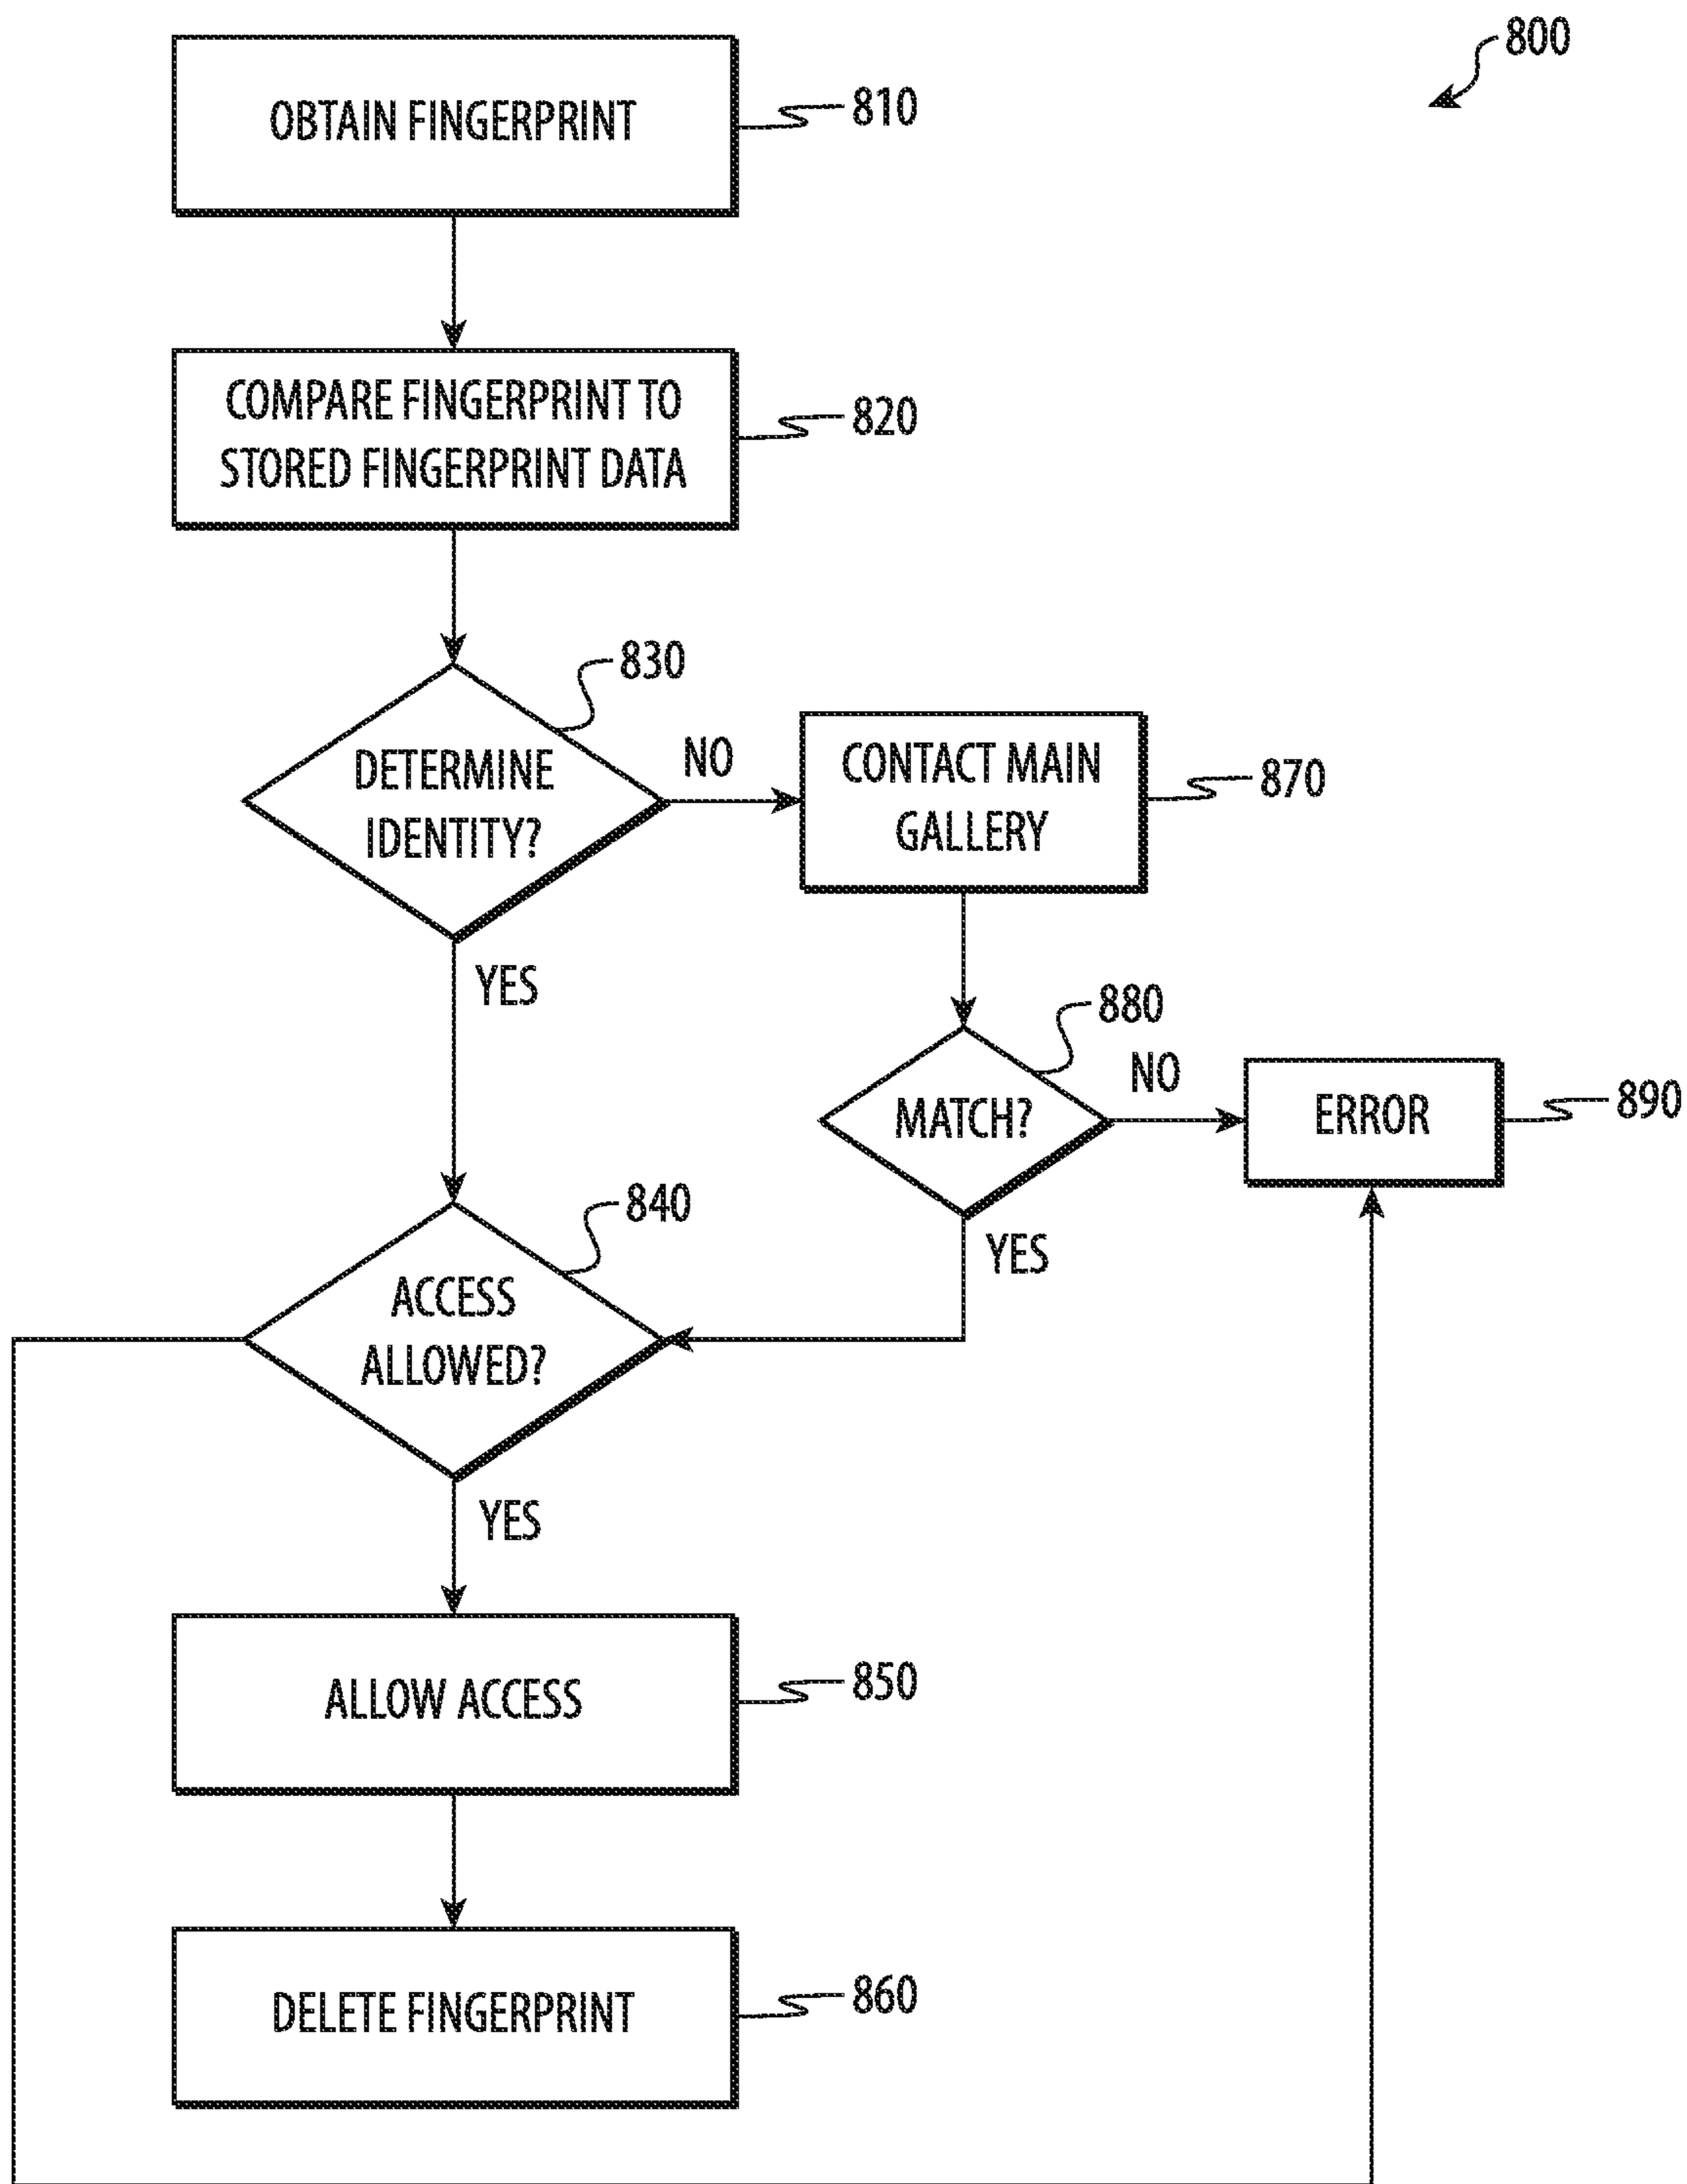 800
OBTAIN FINGERPRINT
810
COMPARE FINGERPRINT TO
STORED FINGERPRINT DATA
820
830
DETERMINE
IDENTITY?
NO
CONTACT MAIN
GALLERY
870
YES
880
MATCH?
NO
ERROR
890
YES
840
ACCESS
ALLOWED?
YES
ALLOW ACCESS
850
DELETE FINGERPRINT
860